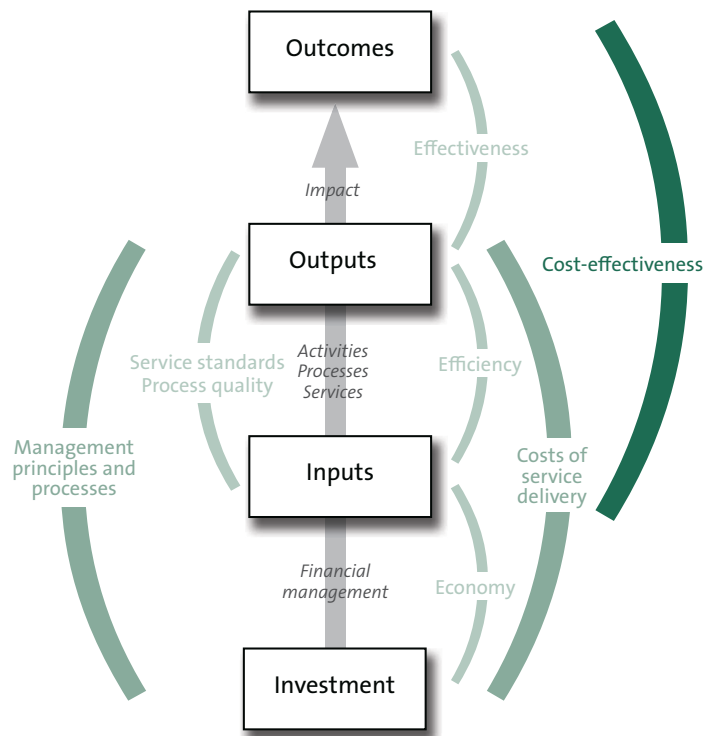 Outcomes
Effectiveness
Impact
Outputs
Cost-effectiveness
Activities
Processes
Services
Service standards
Process quality
Efficiency
Management
principles and
processes
Inputs
Costs of
service
delivery
Financial
management
Economy
Investment